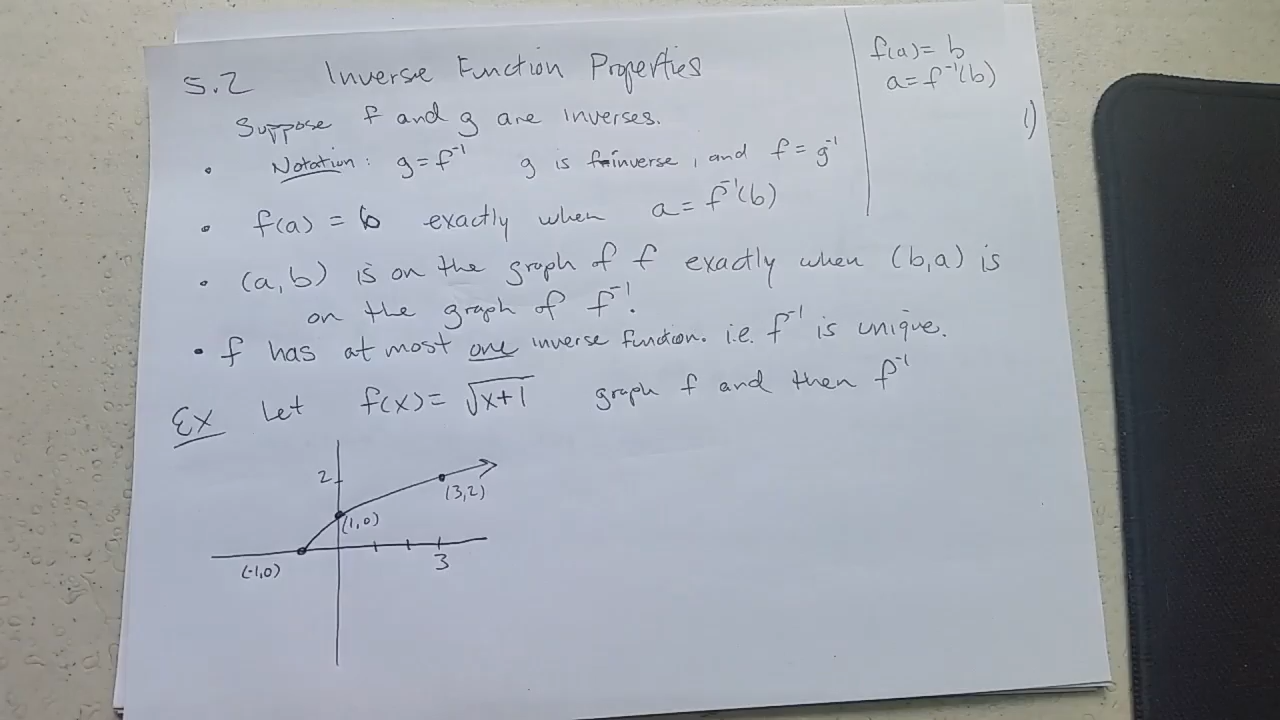 5.2 Inverse Function Properties
f(a) = b
a = f⁻¹(b)
1)
Suppose f and g are inverses.
• Notation: g = f⁻¹ g is f inverse, and f = g⁻¹
• f(a) = b exactly when a = f⁻¹(b)
• (a,b) is on the graph of f exactly when (b,a) is
on the graph of f⁻¹.
• f has at most one inverse function. i.e. f⁻¹ is unique.
Ex Let f(x) = √x+1 graph f and then f⁻¹
2
(3,2)
(1,0)
(-1,0)
3